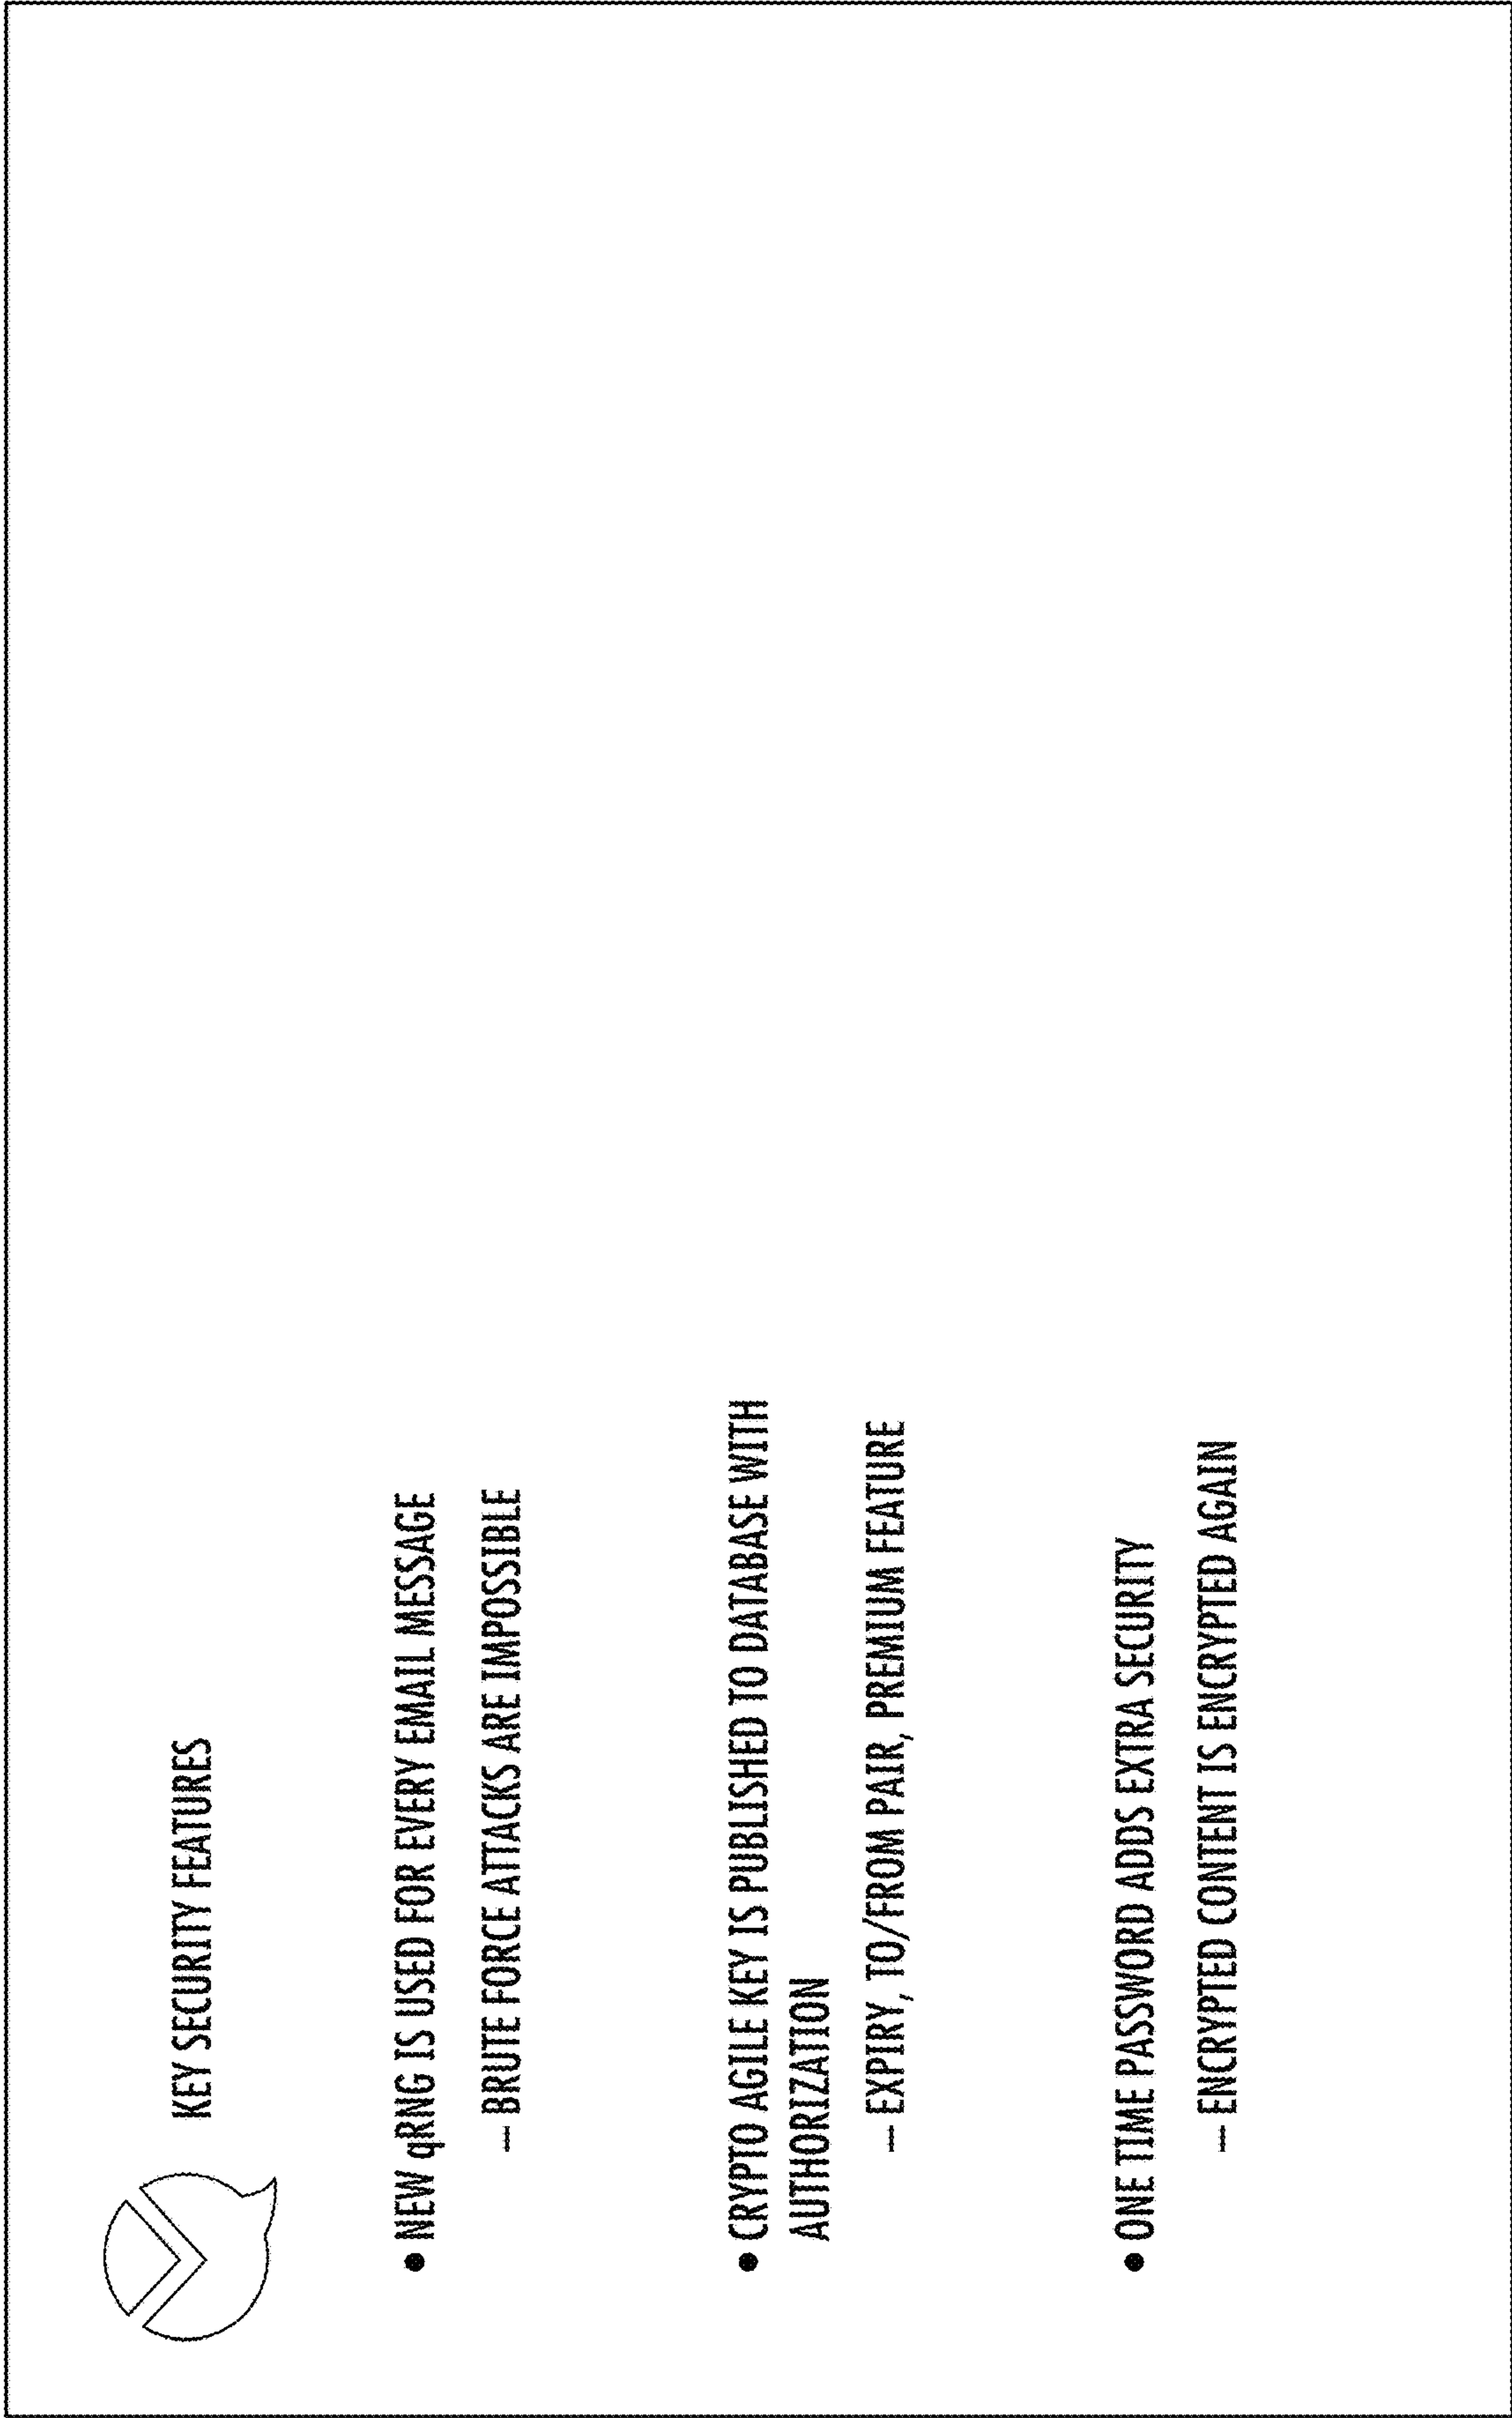 KEY SECURITY FEATURES
• NEW qRNG IS USED FOR EVERY EMAIL MESSAGE
– BRUTE FORCE ATTACKS ARE IMPOSSIBLE
• CRYPTO AGILE KEY IS PUBLISHED TO DATABASE WITH
AUTHORIZATION
– EXPIRY, TO/FROM PAIR, PREMIUM FEATURE
• ONE TIME PASSWORD ADDS EXTRA SECURITY
– ENCRYPTED CONTENT IS ENCRYPTED AGAIN